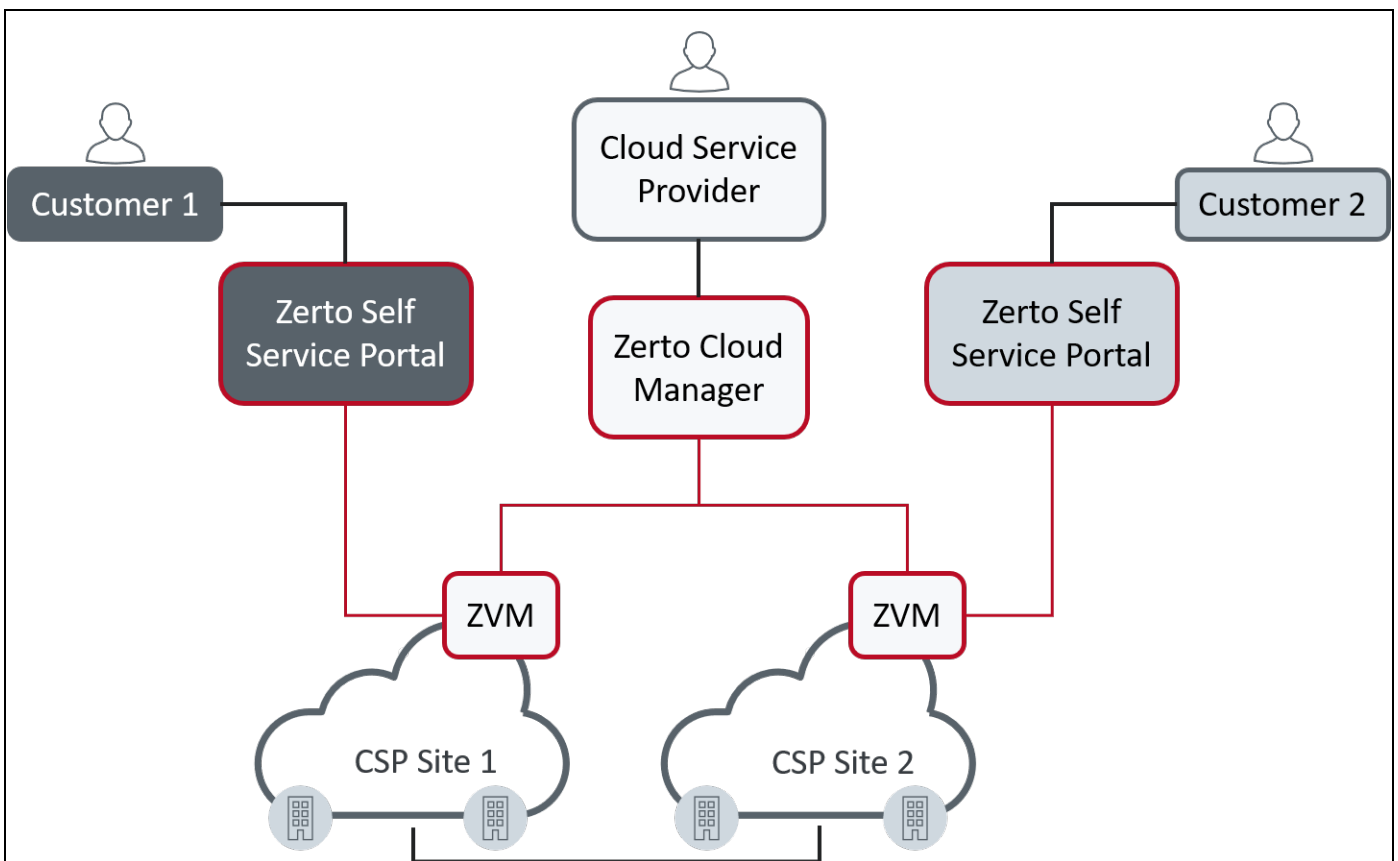 Cloud Service
Provider
Customer 1
Customer 2
Zerto Self
Service Portal
Zerto Cloud
Manager
Zerto Self
Service Portal
ZVM
ZVM
CSP Site 1
CSP Site 2